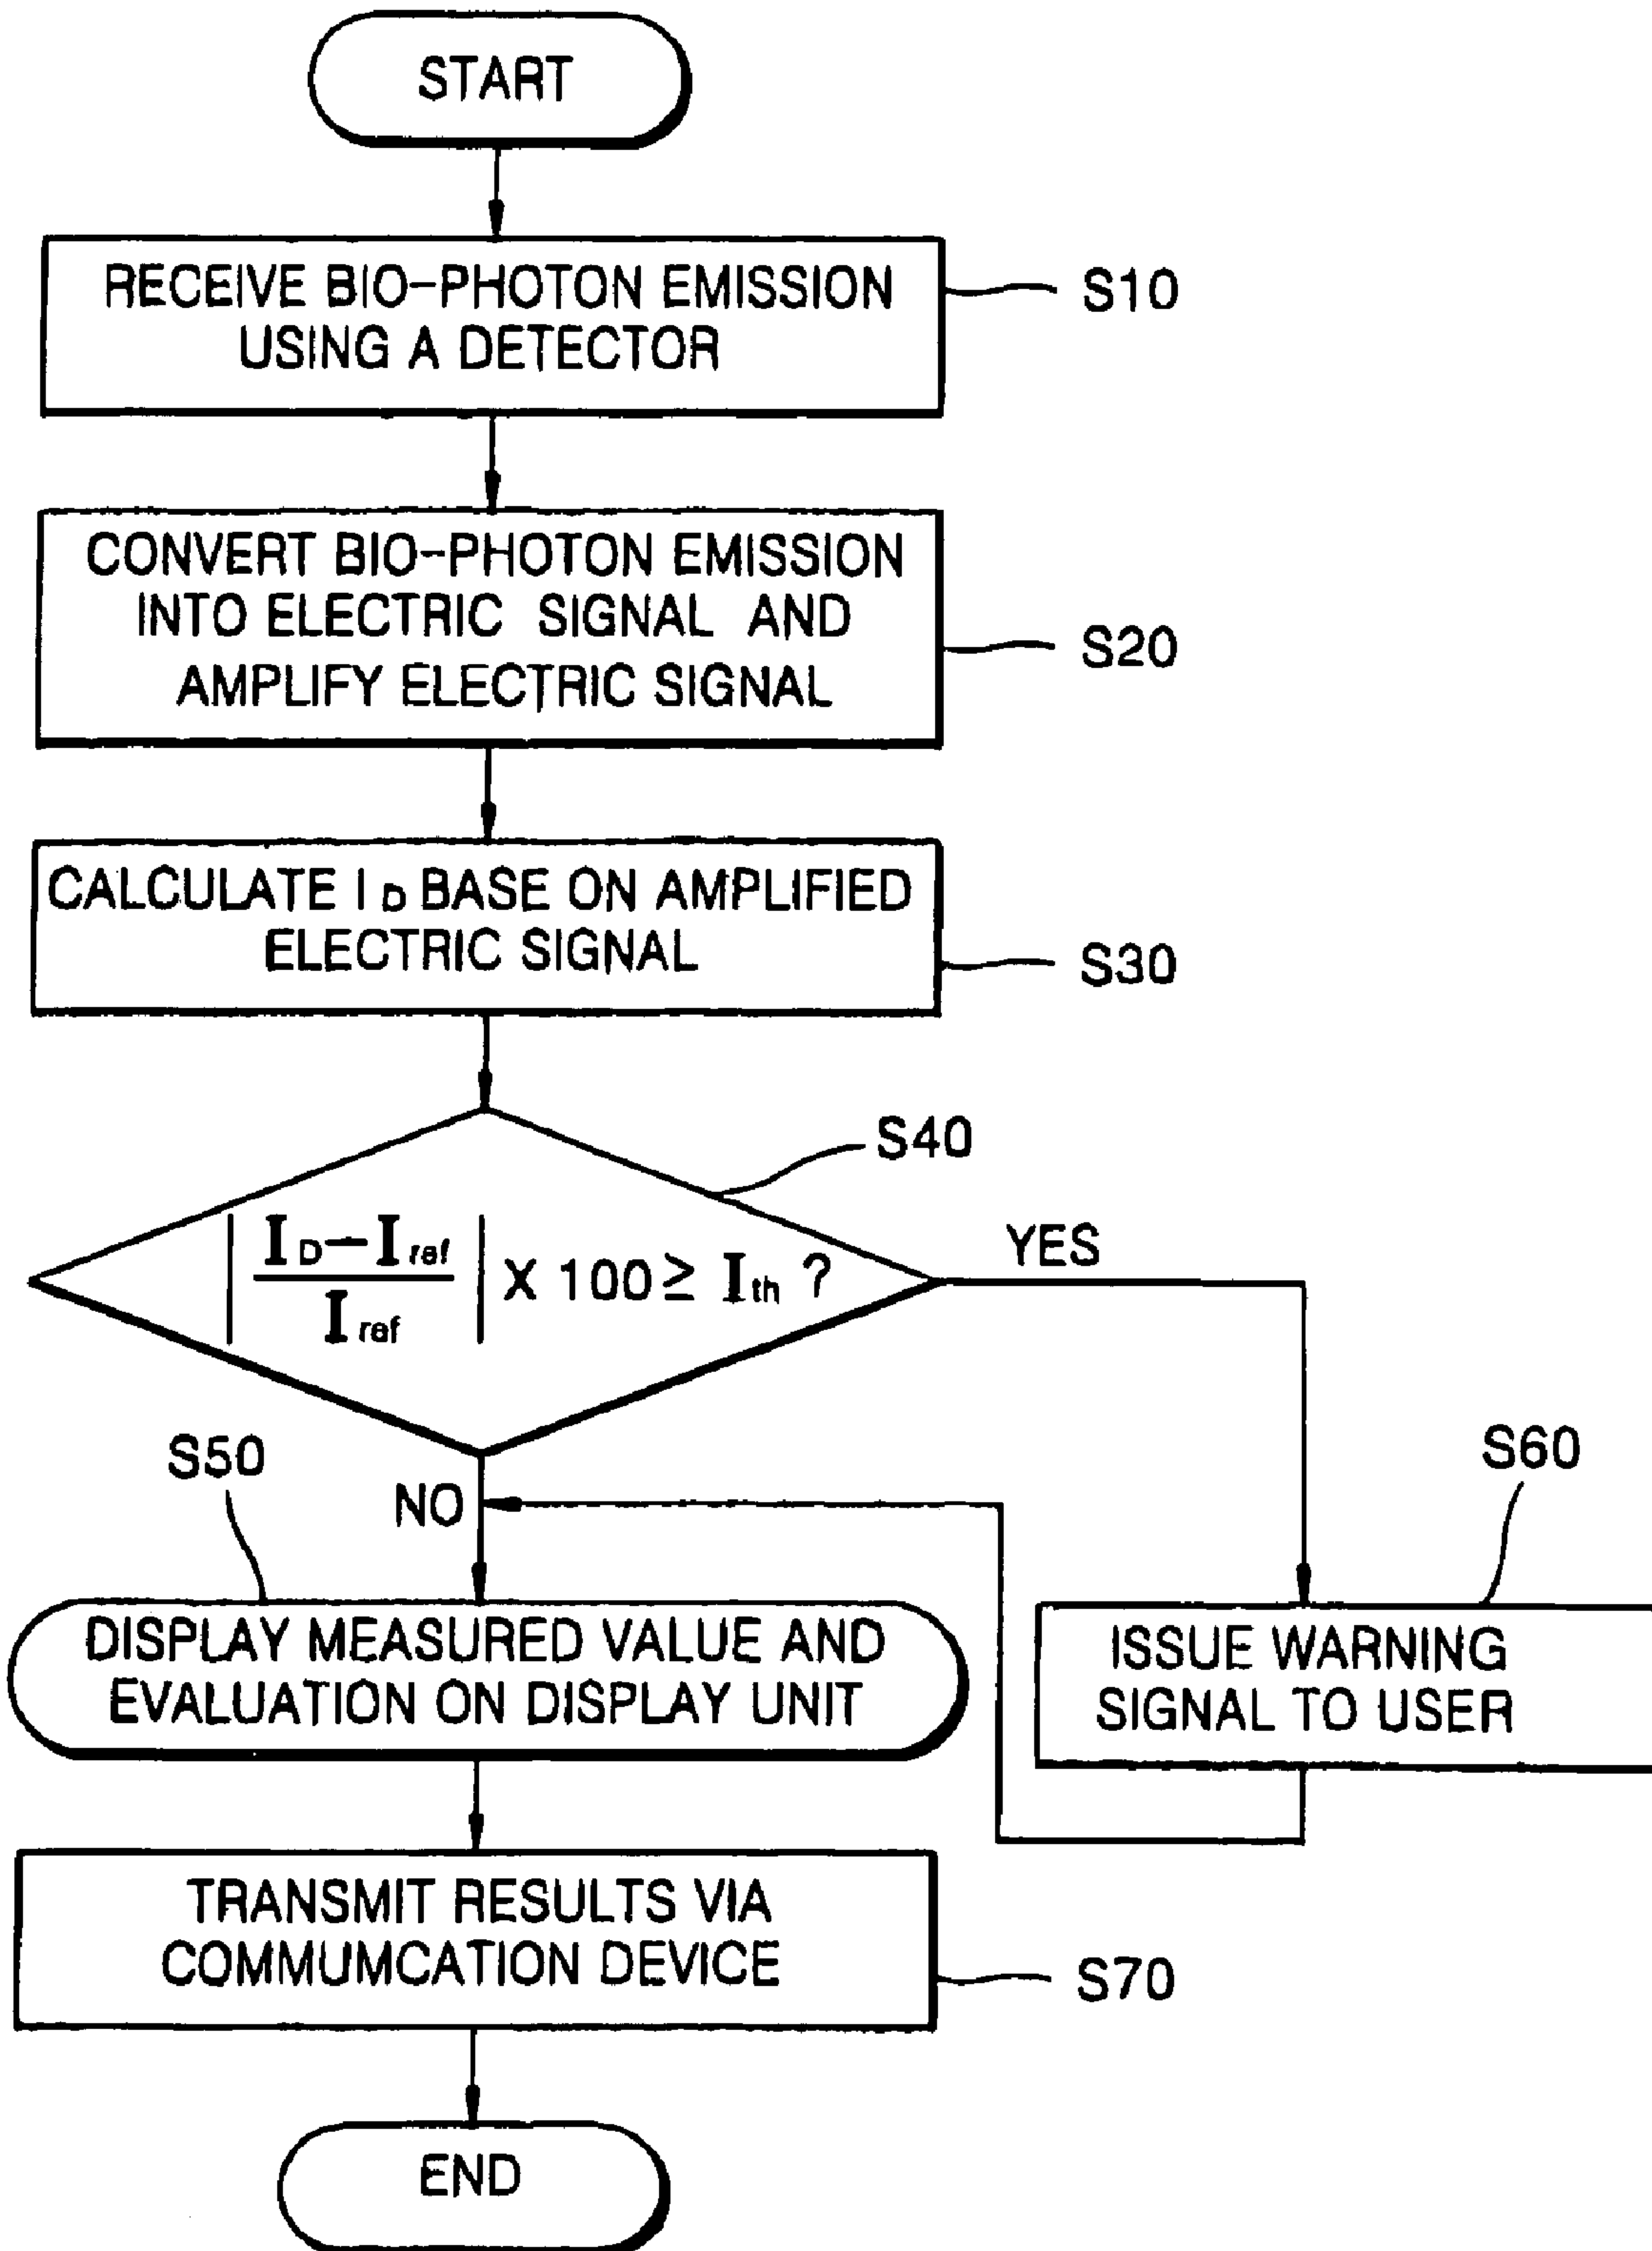 START
RECEIVE BIO-PHOTON EMISSION
USING A DETECTOR
S10
CONVERT BIO-PHOTON EMISSION
INTO ELECTRIC SIGNAL AND
AMPLIFY ELECTRIC SIGNAL
S20
CALCULATE I D BASE ON AMPLIFIED
ELECTRIC SIGNAL
S30
S40
| (I D − I ref) / I ref | X 100 ≥ I th ?
YES
NO
S50
DISPLAY MEASURED VALUE AND
EVALUATION ON DISPLAY UNIT
S60
ISSUE WARNING
SIGNAL TO USER
TRANSMIT RESULTS VIA
COMMUMCATION DEVICE
S70
END